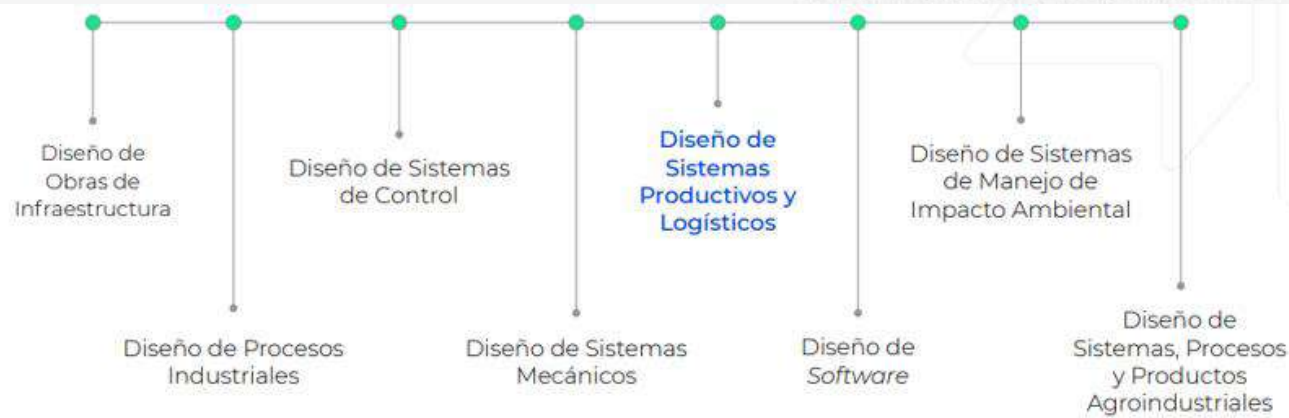 Diseño de
Obras de
Infraestructura
Diseño de Procesos
Industriales
Diseño de Sistemas
de Control
Diseño de Sistemas
Mecánicos
Diseño de
Sistemas
Productivos y
Logísticos
Diseño de
Software
Diseño de Sistemas
de Manejo de
Impacto Ambiental
Diseño de
Sistemas, Procesos
y Productos
Agroindustriales